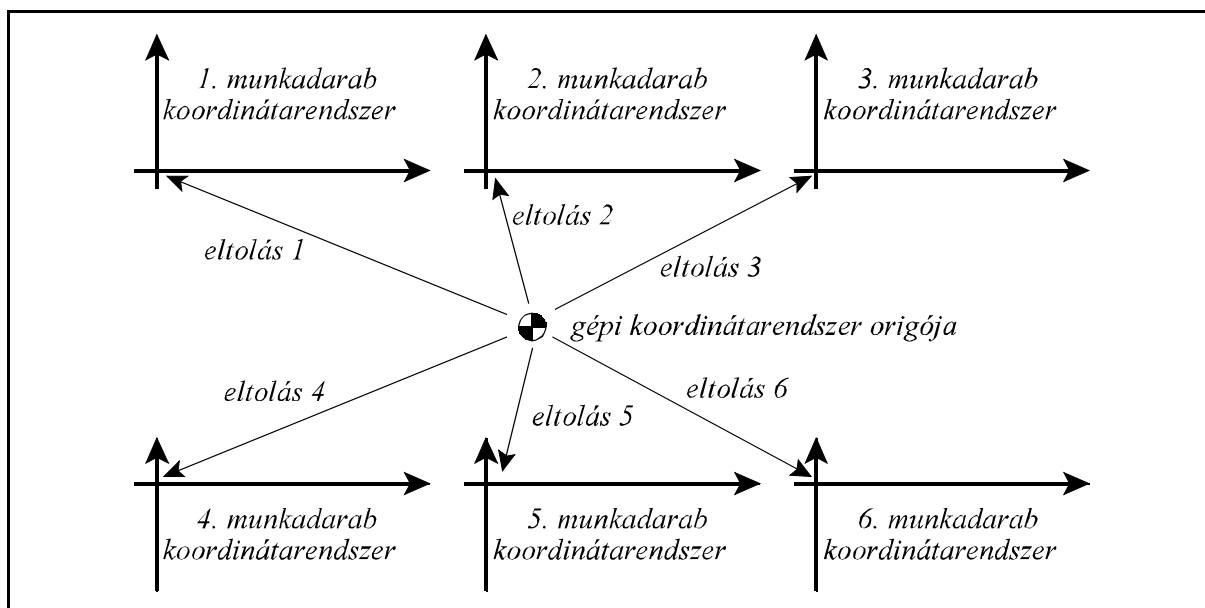 1. munkadarab
koordinátarendszer
2. munkadarab
koordinátarendszer
3. munkadarab
koordinátarendszer
eltolás 1
eltolás 2
eltolás 3
gépi koordinátarendszer origója
eltolás 4
eltolás 5
eltolás 6
4. munkadarab
koordinátarendszer
5. munkadarab
koordinátarendszer
6. munkadarab
koordinátarendszer